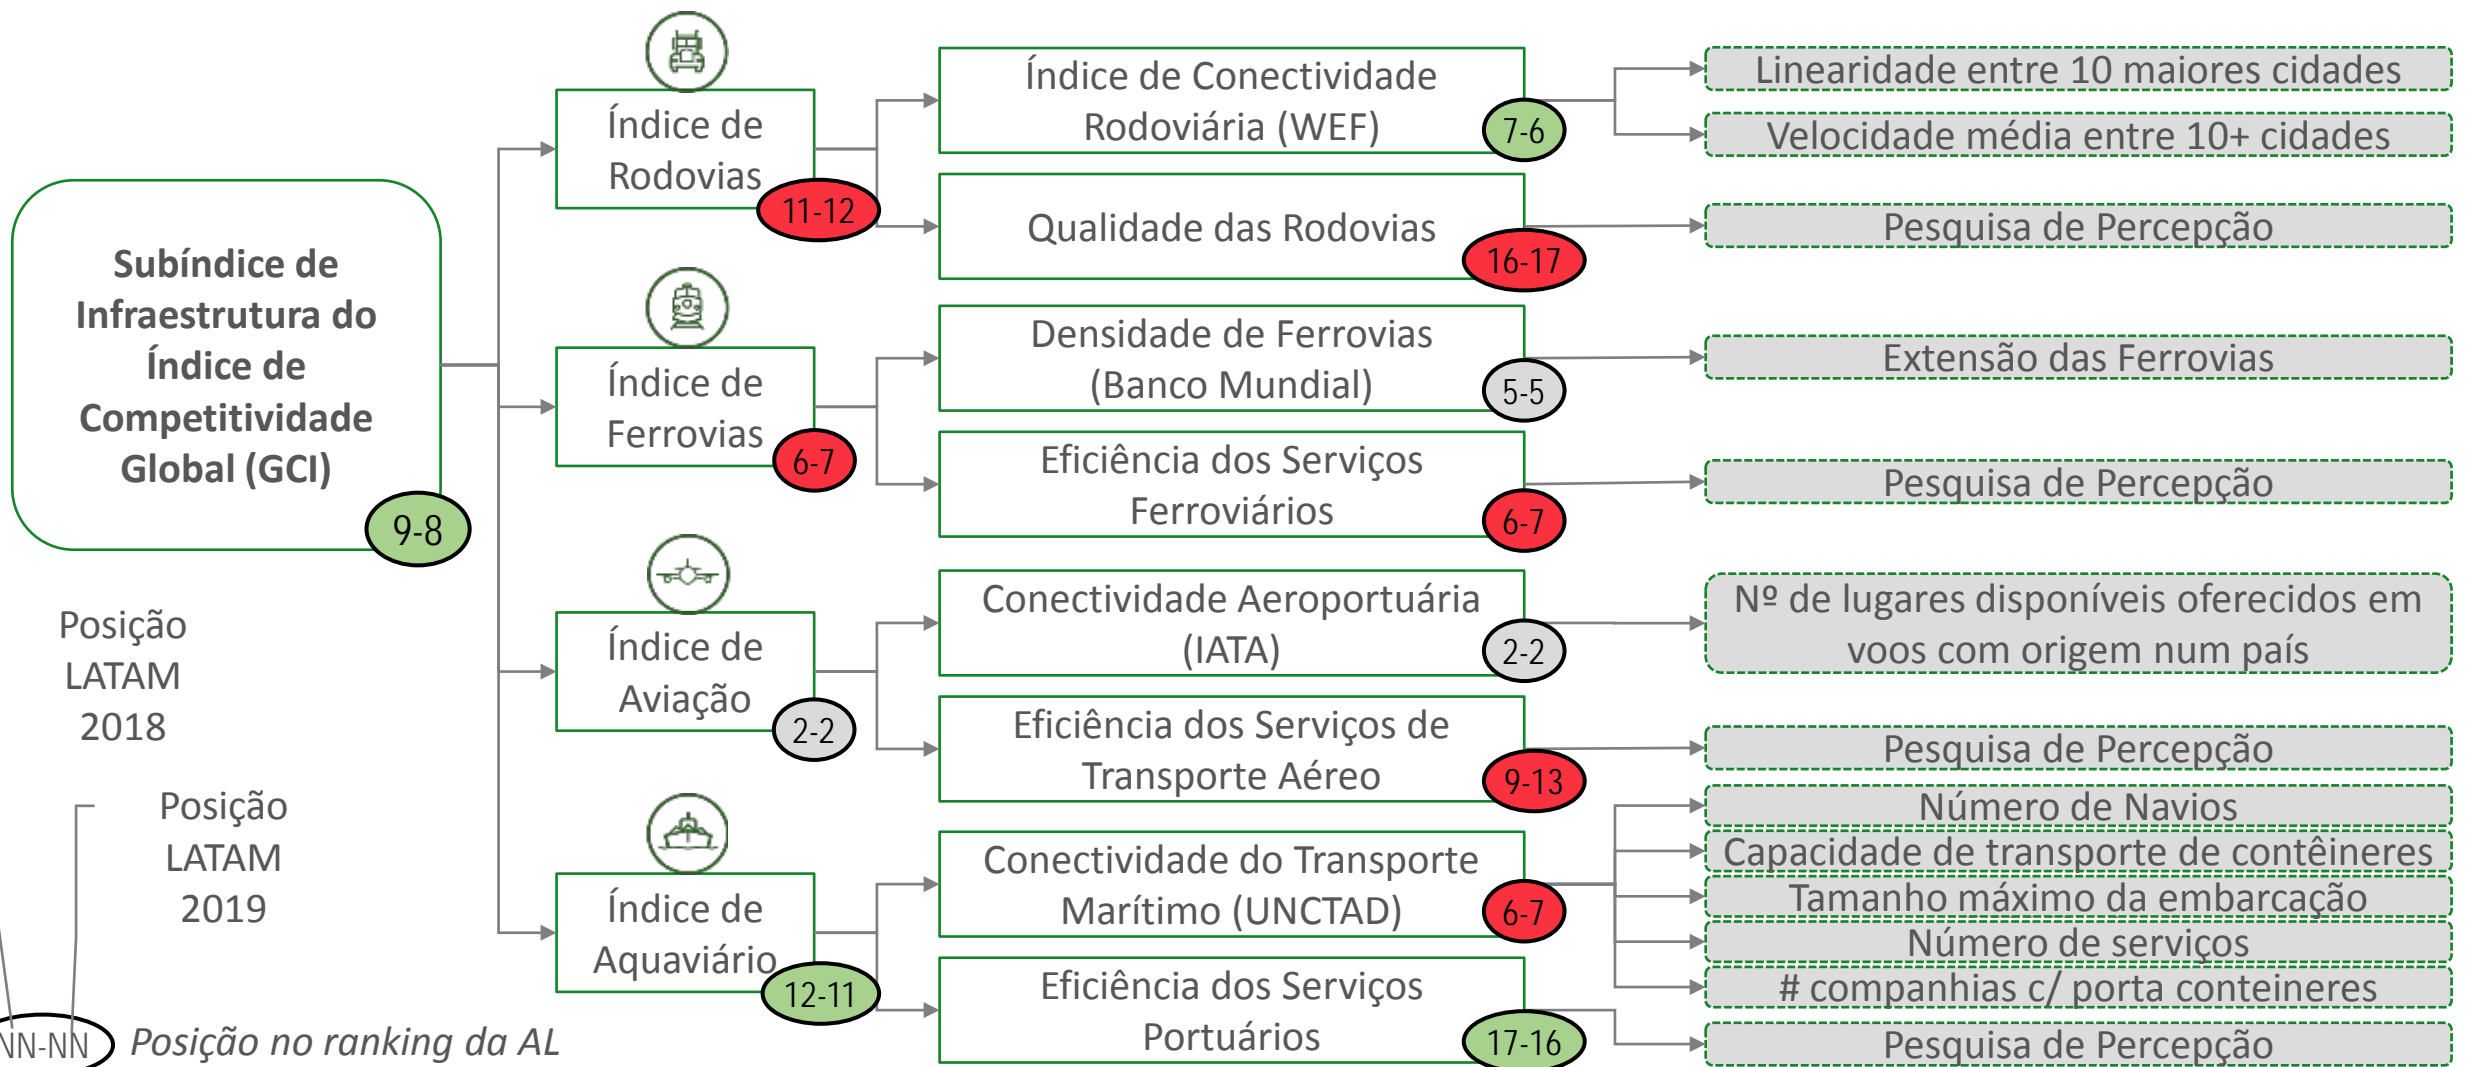 Subíndice de
Infraestrutura do
Índice de
Competitividade
Global (GCI)
9-8
Índice de
Rodovias
11-12
Índice de Conectividade
Rodoviária (WEF)
7-6
Linearidade entre 10 maiores cidades
Velocidade média entre 10+ cidades
Qualidade das Rodovias
16-17
Pesquisa de Percepção
Índice de
Ferrovias
6-7
Densidade de Ferrovias
(Banco Mundial)
5-5
Extensão das Ferrovias
Eficiência dos Serviços
Ferroviários
6-7
Pesquisa de Percepção
Índice de
Aviação
2-2
Conectividade Aeroportuária
(IATA)
2-2
Nº de lugares disponíveis oferecidos em
voos com origem num país
Eficiência dos Serviços de
Transporte Aéreo
9-13
Pesquisa de Percepção
Índice de
Aquaviário
12-11
Conectividade do Transporte
Marítimo (UNCTAD)
6-7
Número de Navios
Capacidade de transporte de contêineres
Tamanho máximo da embarcação
Número de serviços
# companhias c/ porta conteineres
Eficiência dos Serviços
Portuários
17-16
Pesquisa de Percepção
Posição
LATAM
2018
Posição
LATAM
2019
NN-NN
Posição no ranking da AL